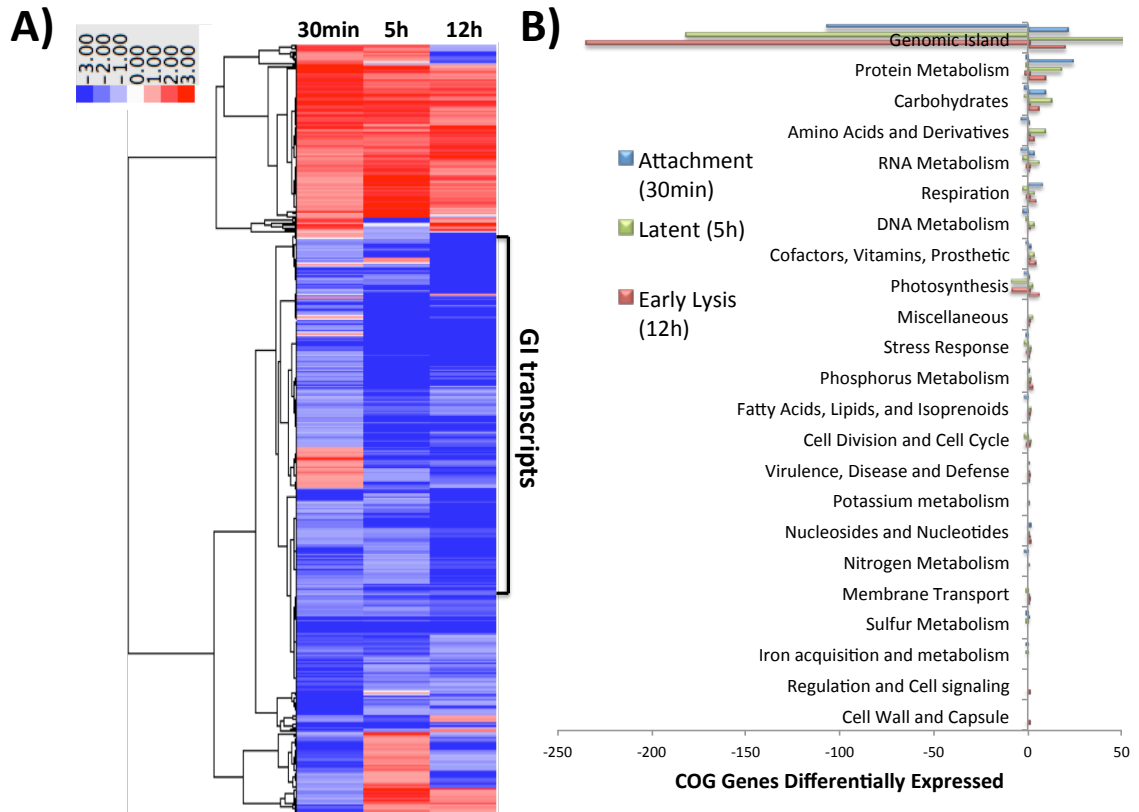 A)
30min 5h 12h
−3.00
−2.00
−1.00
0.00
1.00
2.00
3.00
GI transcripts
B)
Genomic Island
Protein Metabolism
Carbohydrates
Amino Acids and Derivatives
RNA Metabolism
Respiration
DNA Metabolism
Cofactors, Vitamins, Prosthetic
Photosynthesis
Miscellaneous
Stress Response
Phosphorus Metabolism
Fatty Acids, Lipids, and Isoprenoids
Cell Division and Cell Cycle
Virulence, Disease and Defense
Potassium metabolism
Nucleosides and Nucleotides
Nitrogen Metabolism
Membrane Transport
Sulfur Metabolism
Iron acquisition and metabolism
Regulation and Cell signaling
Cell Wall and Capsule
Attachment
(30min)
Latent (5h)
Early Lysis
(12h)
-250 -200 -150 -100 -50 0 50
COG Genes Differentially Expressed